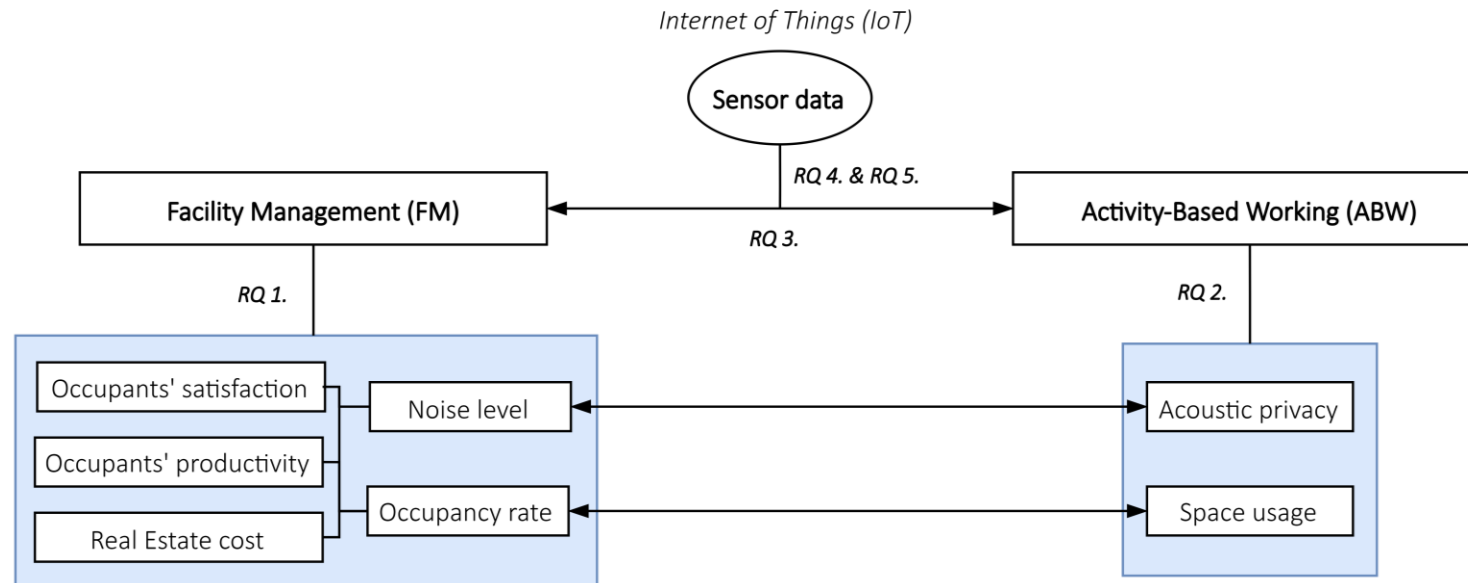 Internet of Things (IoT)
Sensor data
RQ 4. & RQ 5.
Facility Management (FM)
Activity-Based Working (ABW)
RQ 3.
RQ 1.
RQ 2.
Occupants' satisfaction
Noise level
Acoustic privacy
Occupants' productivity
Occupancy rate
Space usage
Real Estate cost